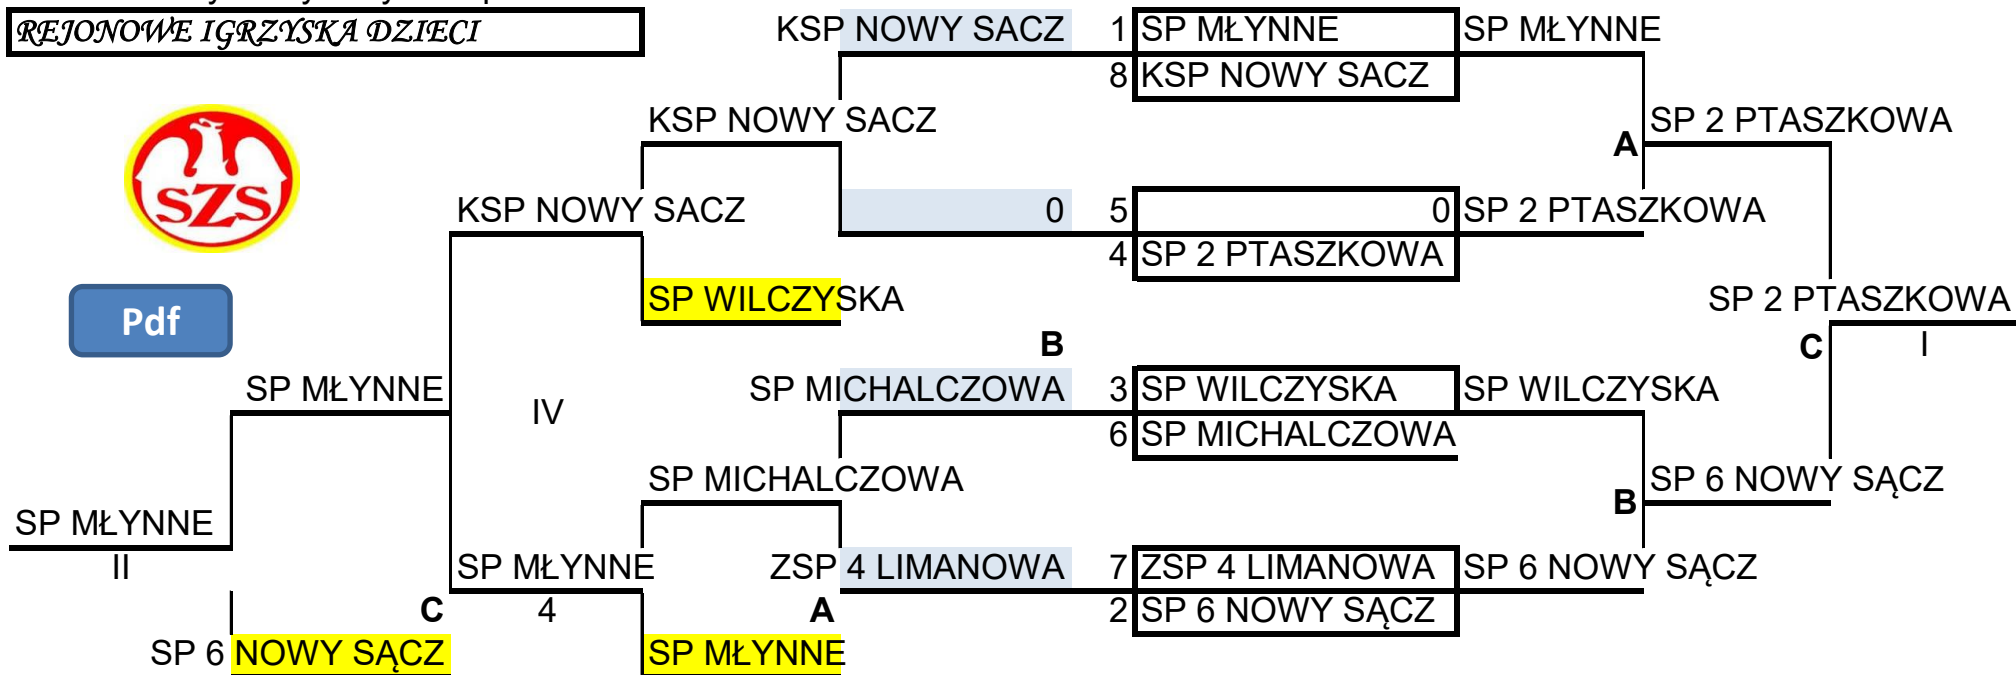 REJONOWE IGRZYSKA DZIECI
KSP NOWY SACZ 1 SP MŁYNNE SP MŁYNNE
8 KSP NOWY SACZ
KSP NOWY SACZ SP 2 PTASZKOWA
A
SZS
KSP NOWY SACZ 0 5 0 SP 2 PTASZKOWA
4 SP 2 PTASZKOWA
SP WILCZYSKA SP 2 PTASZKOWA
Pdf
B C I
SP MŁYNNE SP MICHALCZOWA 3 SP WILCZYSKA SP WILCZYSKA
IV
6 SP MICHALCZOWA
SP MICHALCZOWA SP 6 NOWY SĄCZ
B
SP MŁYNNE
II SP MŁYNNE ZSP 4 LIMANOWA 7 ZSP 4 LIMANOWA SP 6 NOWY SĄCZ
C 4 A 2 SP 6 NOWY SĄCZ
SP 6 NOWY SĄCZ SP MŁYNNE